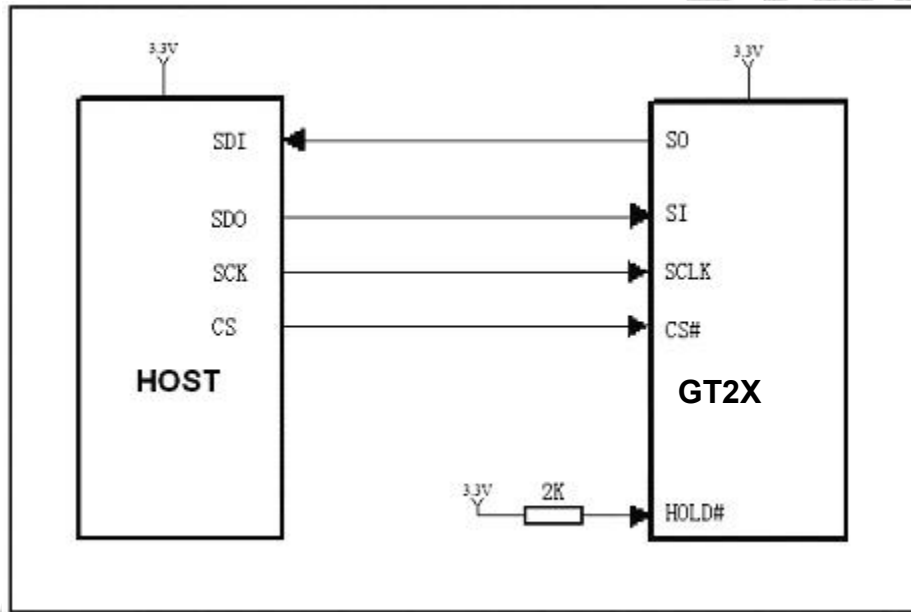 3.3V
3.3V
SDI
SO
SDO
SI
SCK
SCLK
CS
CS#
HOST
GT2X
3.3V
2K
HOLD#